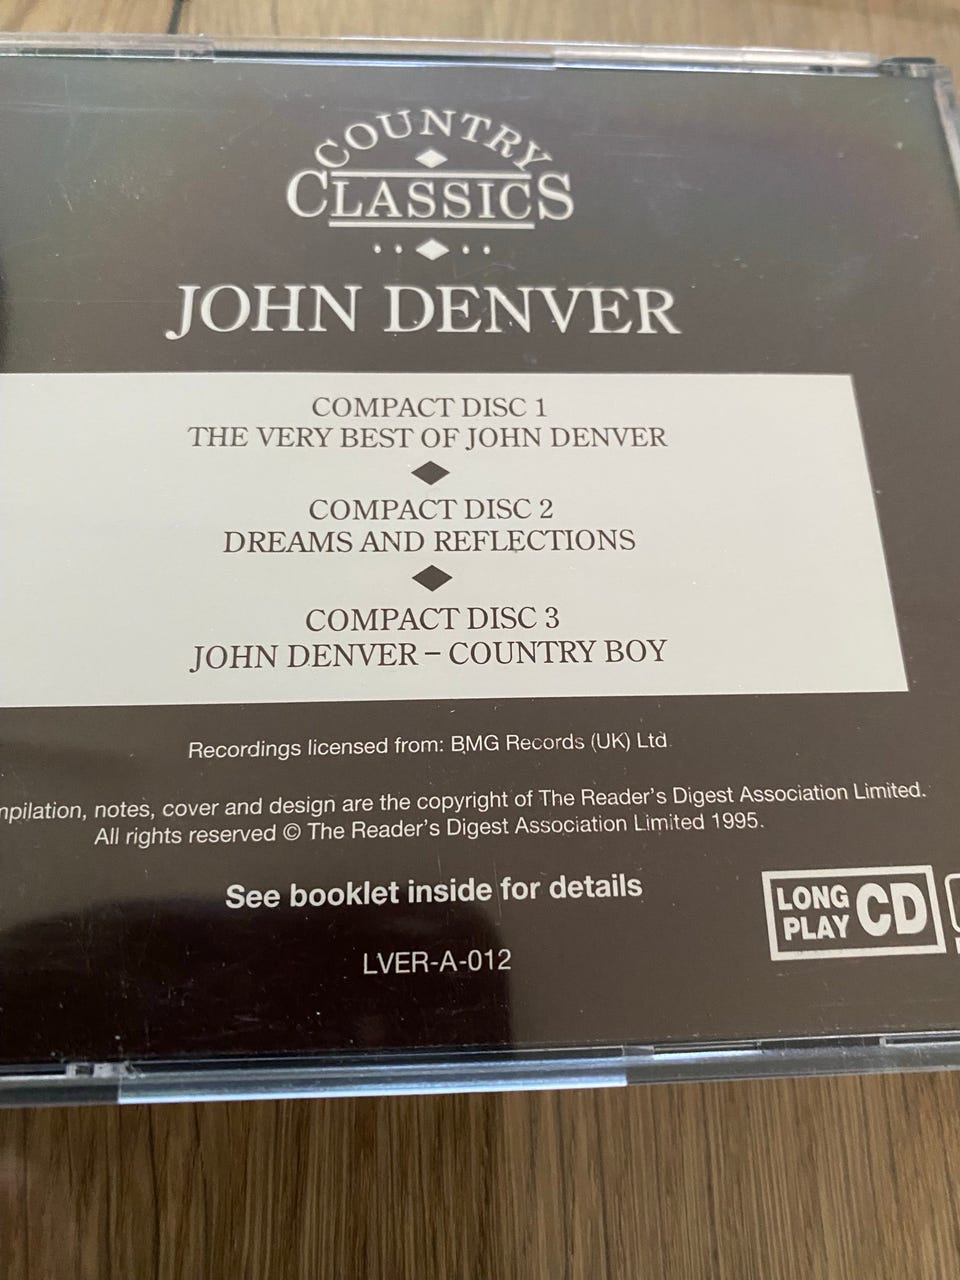 COUNTRY
CLASSICS
JOHN DENVER
COMPACT DISC 1
THE VERY BEST OF JOHN DENVER
COMPACT DISC 2
DREAMS AND REFLECTIONS
COMPACT DISC 3
JOHN DENVER – COUNTRY BOY
Recordings licensed from: BMG Records (UK) Ltd
notes, cover and design are the copyright of The Reader's Digest Association Limited.
All rights reserved © The Reader's Digest Association Limited 1995.
See booklet inside for details
LONG
PLAY CD
LVER-A-012